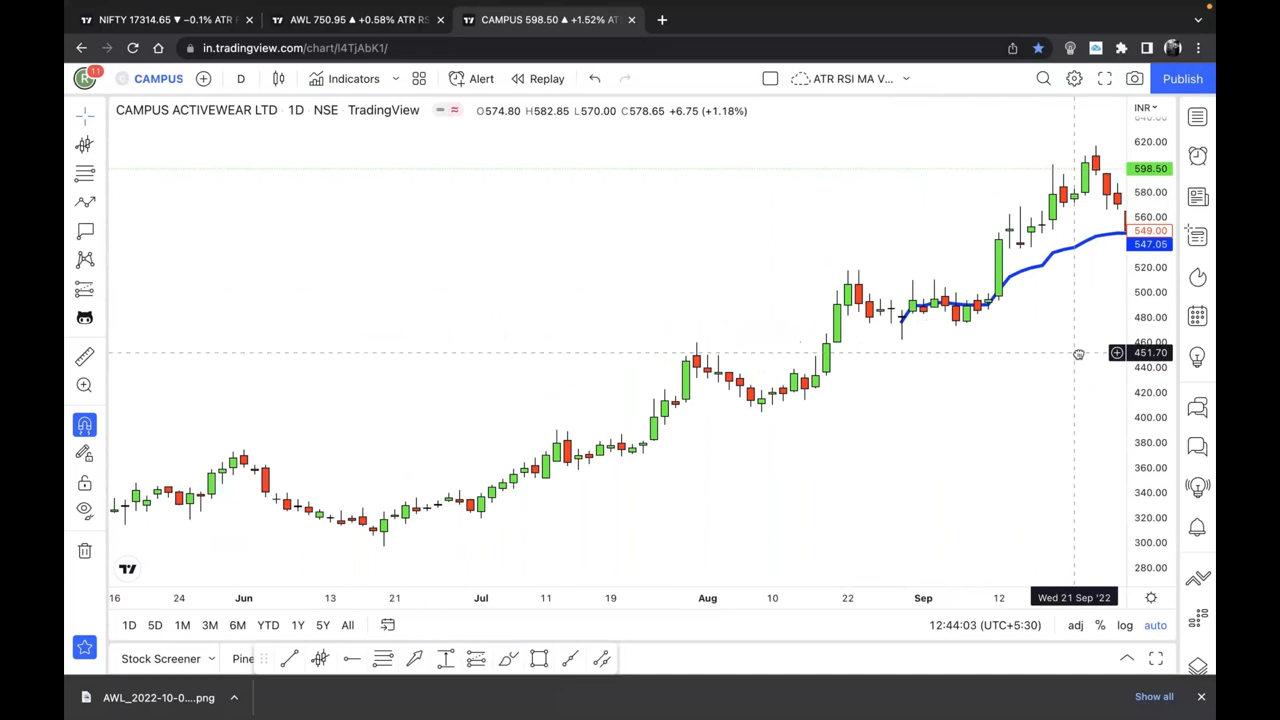 NIFTY 17314.65 ▼ −0.1% ATR R
AWL 750.95 ▲ +0.58% ATR RS
CAMPUS 598.50 ▲ +1.52% AT
in.tradingview.com/chart/I4TjAbK1/
R 11 CAMPUS D Indicators Alert Replay ATR RSI MA V... Publish
CAMPUS ACTIVEWEAR LTD · 1D · NSE · TradingView
O574.80 H582.85 L570.00 C578.65 +6.75 (+1.18%)
INR
640.00
620.00
598.50
580.00
560.00
549.00
547.05
520.00
500.00
480.00
460.00
451.70
440.00
420.00
400.00
380.00
360.00
340.00
320.00
300.00
280.00
16 24 Jun 13 21 Jul 11 19 Aug 10 22 Sep 12 Wed 21 Sep '22
1D 5D 1M 3M 6M YTD 1Y 5Y All 12:44:03 (UTC+5:30) adj % log auto
Stock Screener Pine
AWL_2022-10-0....png Show all